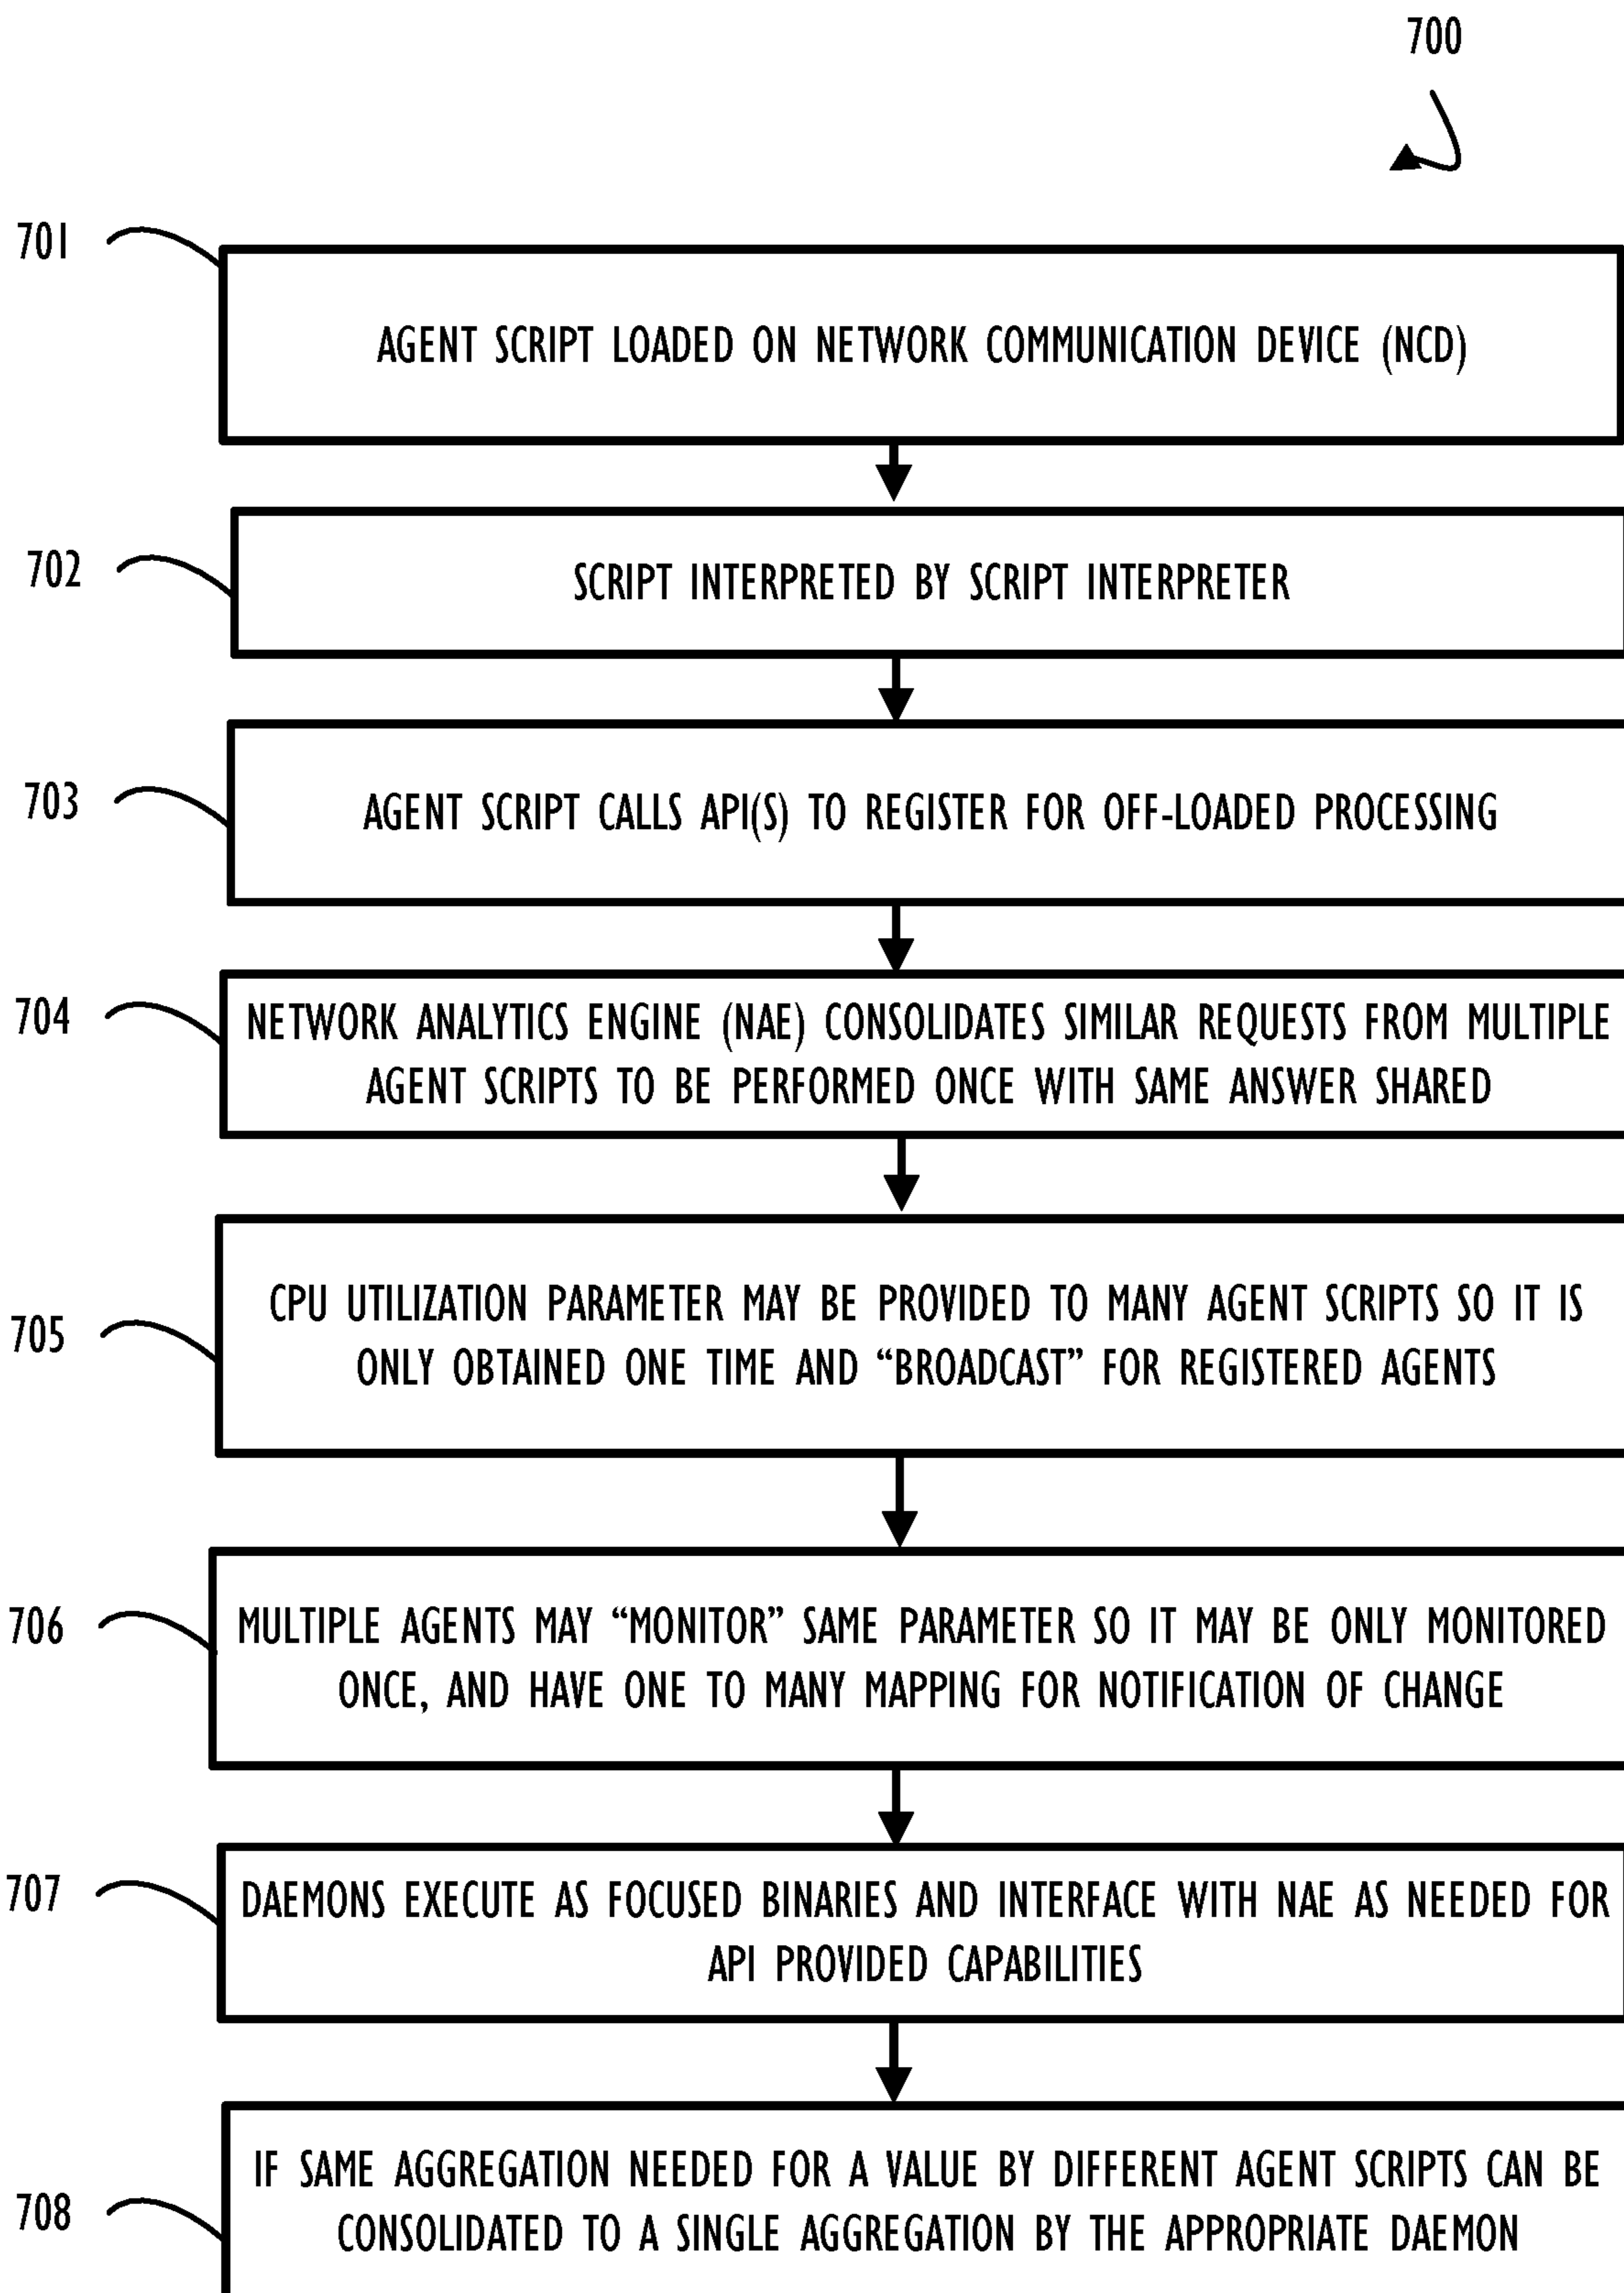 700
701
AGENT SCRIPT LOADED ON NETWORK COMMUNICATION DEVICE (NCD)
702
SCRIPT INTERPRETED BY SCRIPT INTERPRETER
703
AGENT SCRIPT CALLS API(S) TO REGISTER FOR OFF-LOADED PROCESSING
704
NETWORK ANALYTICS ENGINE (NAE) CONSOLIDATES SIMILAR REQUESTS FROM MULTIPLE
AGENT SCRIPTS TO BE PERFORMED ONCE WITH SAME ANSWER SHARED
705
CPU UTILIZATION PARAMETER MAY BE PROVIDED TO MANY AGENT SCRIPTS SO IT IS
ONLY OBTAINED ONE TIME AND “BROADCAST” FOR REGISTERED AGENTS
706
MULTIPLE AGENTS MAY “MONITOR” SAME PARAMETER SO IT MAY BE ONLY MONITORED
ONCE, AND HAVE ONE TO MANY MAPPING FOR NOTIFICATION OF CHANGE
707
DAEMONS EXECUTE AS FOCUSED BINARIES AND INTERFACE WITH NAE AS NEEDED FOR
API PROVIDED CAPABILITIES
708
IF SAME AGGREGATION NEEDED FOR A VALUE BY DIFFERENT AGENT SCRIPTS CAN BE
CONSOLIDATED TO A SINGLE AGGREGATION BY THE APPROPRIATE DAEMON